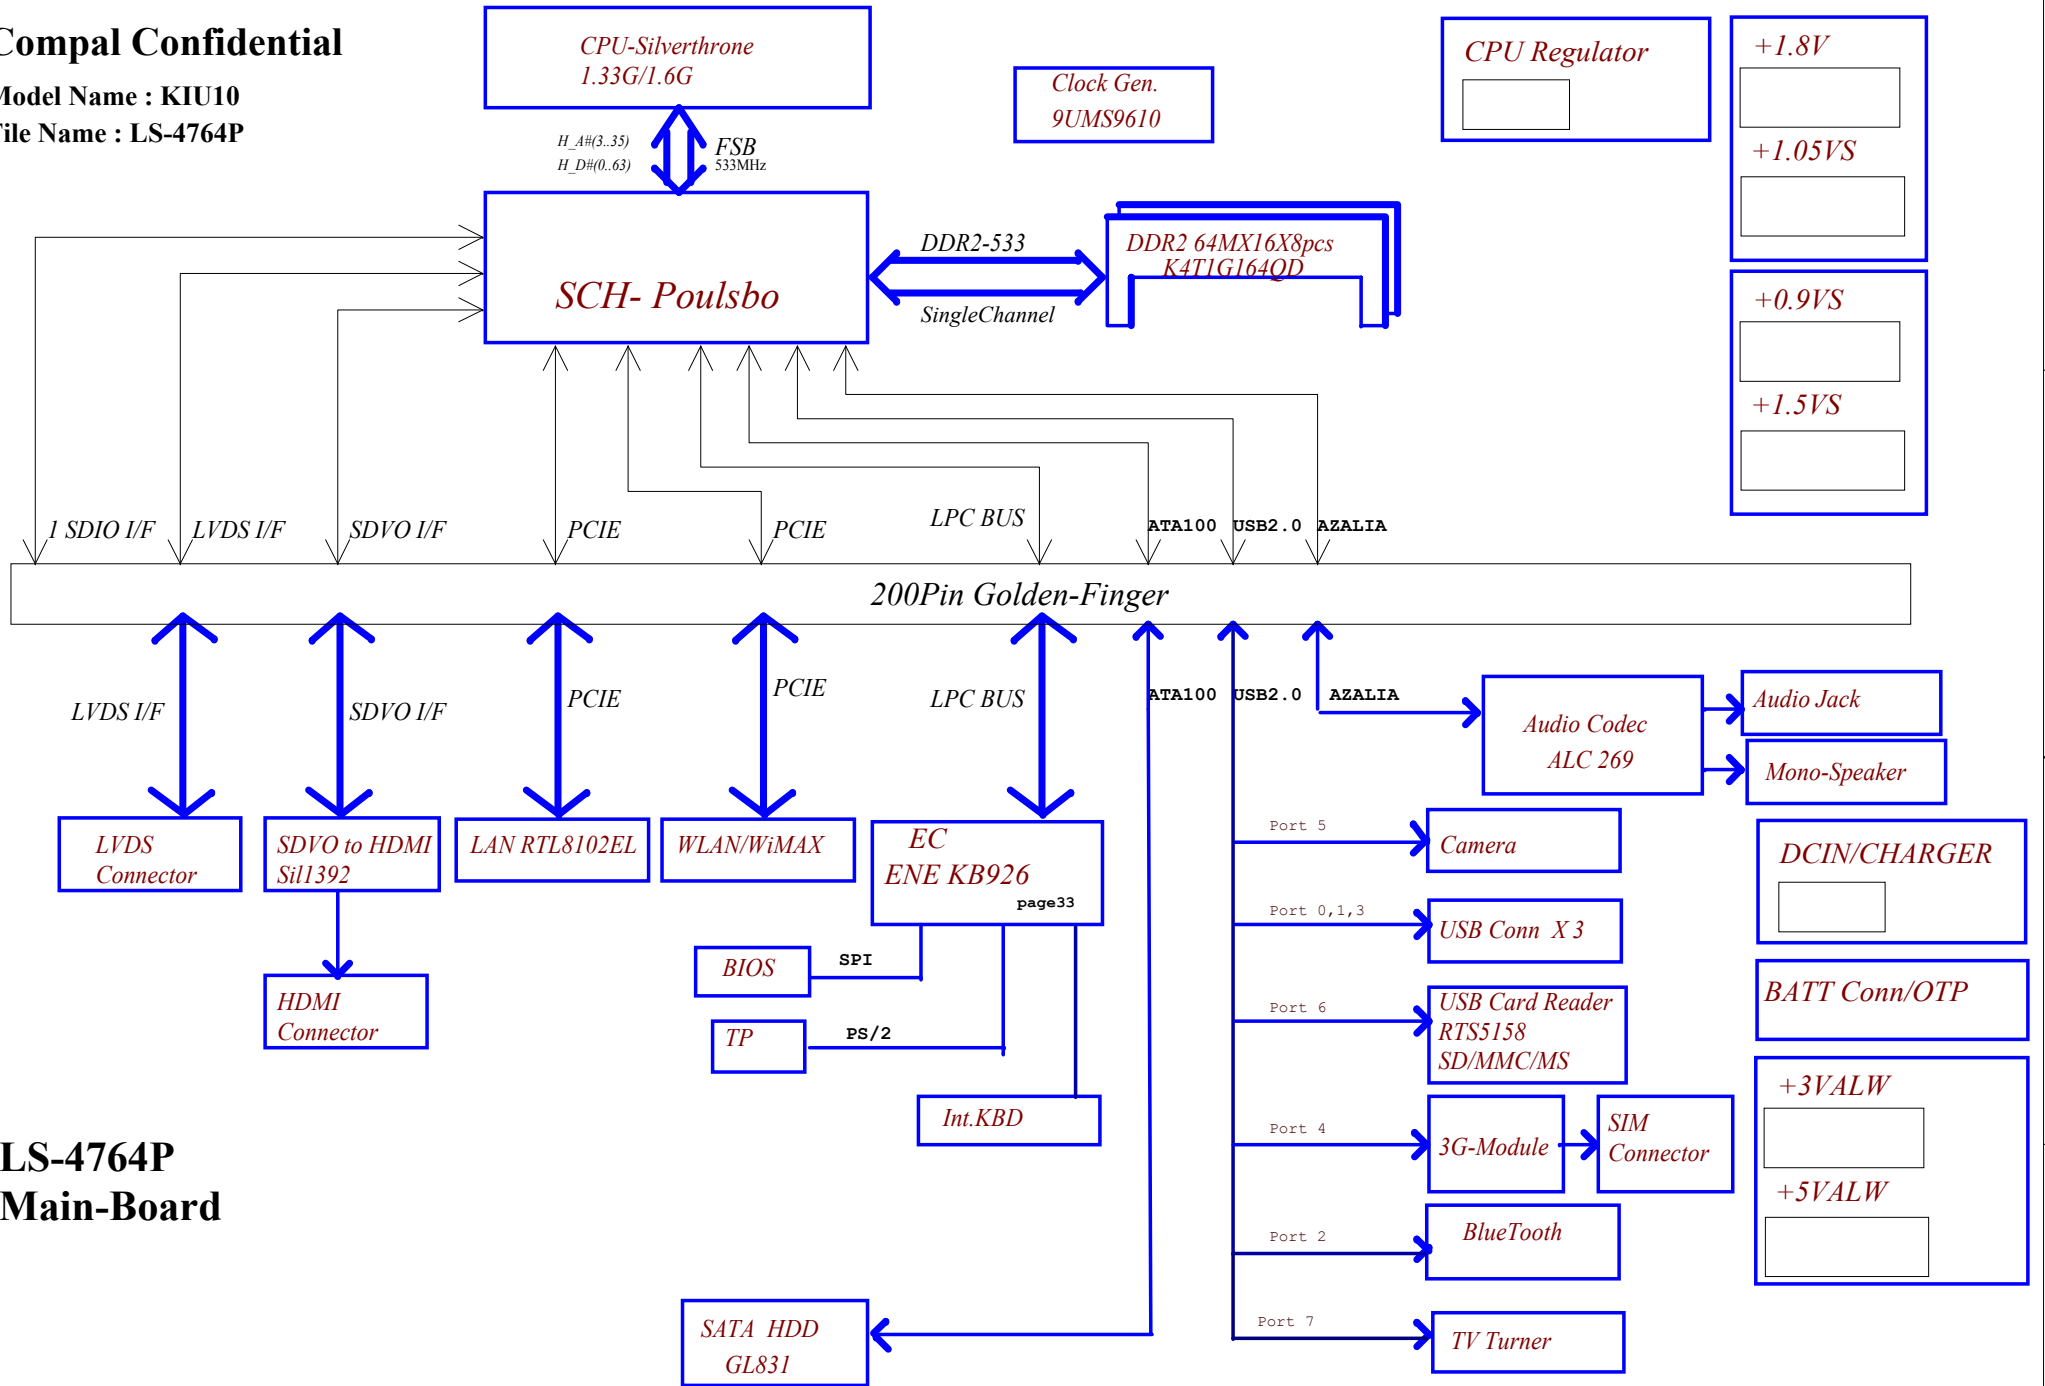 Compal Confidential
Model Name : KIU10
File Name : LS-4764P
CPU-Silverthrone
1.33G/1.6G
H_A#(3..35)
H_D#(0..63)
FSB
533MHz
Clock Gen.
9UMS9610
CPU Regulator
+1.8V
+1.05VS
+0.9VS
+1.5VS
SCH- Poulsbo
DDR2-533
SingleChannel
DDR2 64MX16X8pcs
K4T1G164QD
1 SDIO I/F
LVDS I/F
SDVO I/F
PCIE
PCIE
LPC BUS
ATA100
USB2.0
AZALIA
200Pin Golden-Finger
LVDS I/F
SDVO I/F
PCIE
PCIE
LPC BUS
ATA100
USB2.0
AZALIA
Audio Codec
ALC 269
Audio Jack
Mono-Speaker
LVDS
Connector
SDVO to HDMI
Sil1392
LAN RTL8102EL
WLAN/WiMAX
EC
ENE KB926
page33
HDMI
Connector
BIOS
SPI
TP
PS/2
Int.KBD
Port 5
Camera
Port 0,1,3
USB Conn X 3
Port 6
USB Card Reader
RTS5158
SD/MMC/MS
Port 4
3G-Module
SIM
Connector
Port 2
BlueTooth
Port 7
TV Turner
DCIN/CHARGER
BATT Conn/OTP
+3VALW
+5VALW
LS-4764P
Main-Board
SATA HDD
GL831